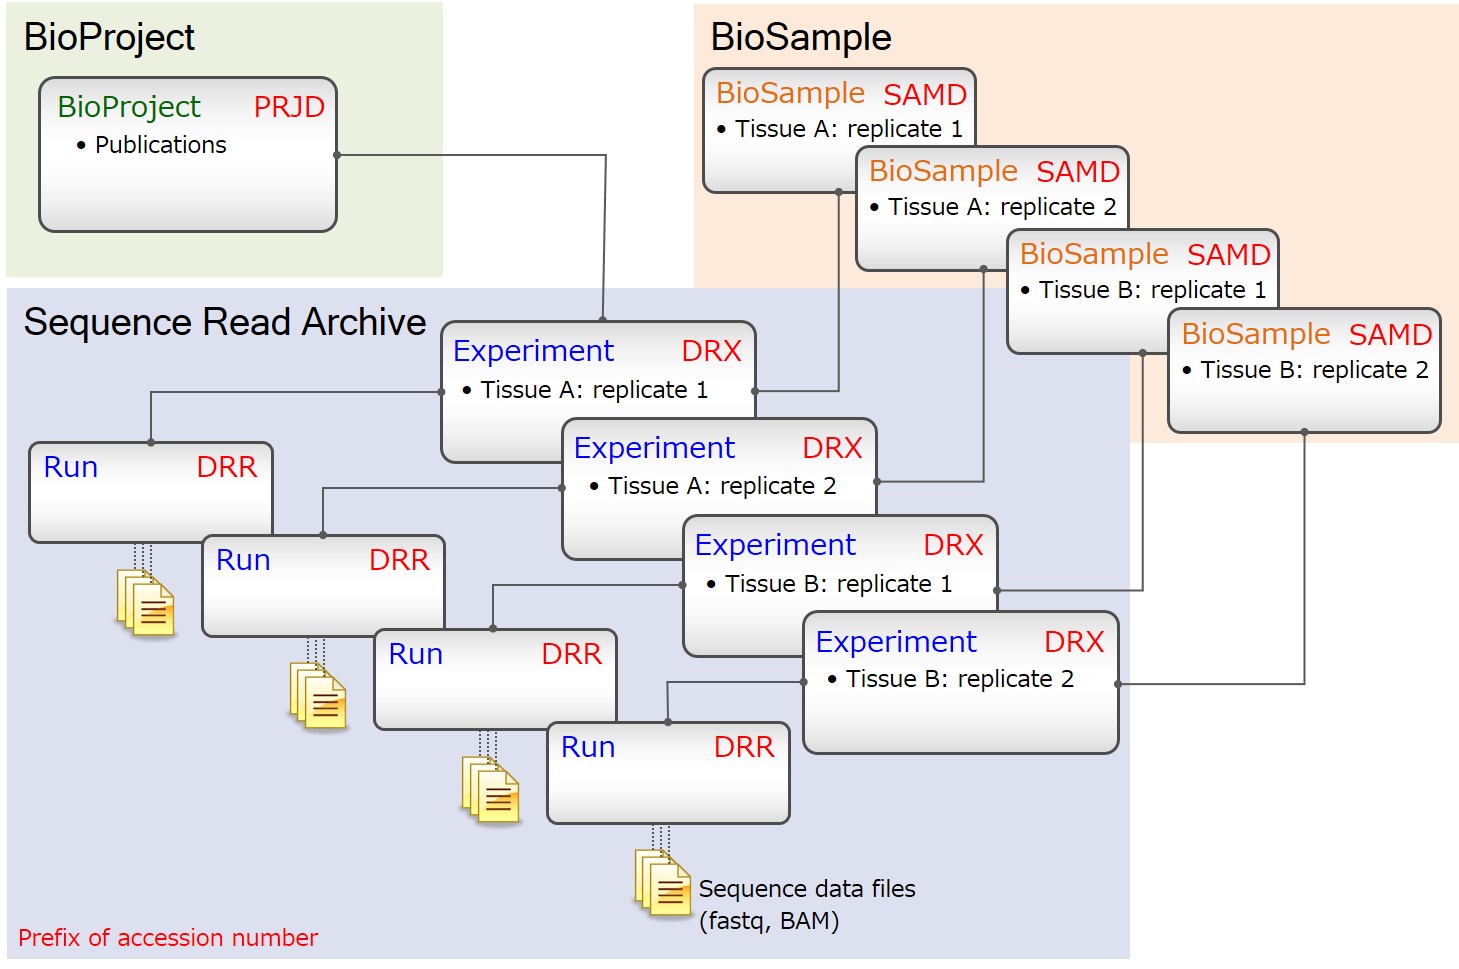 BioProject
BioProject PRJD
• Publications
BioSample
BioSample SAMD
• Tissue A: replicate 1
BioSample SAMD
• Tissue A: replicate 2
BioSample SAMD
• Tissue B: replicate 1
BioSample SAMD
• Tissue B: replicate 2
Sequence Read Archive
Experiment DRX
• Tissue A: replicate 1
Experiment DRX
• Tissue A: replicate 2
Experiment DRX
• Tissue B: replicate 1
Experiment DRX
• Tissue B: replicate 2
Run DRR
Run DRR
Run DRR
Run DRR
Sequence data files
(fastq, BAM)
Prefix of accession number